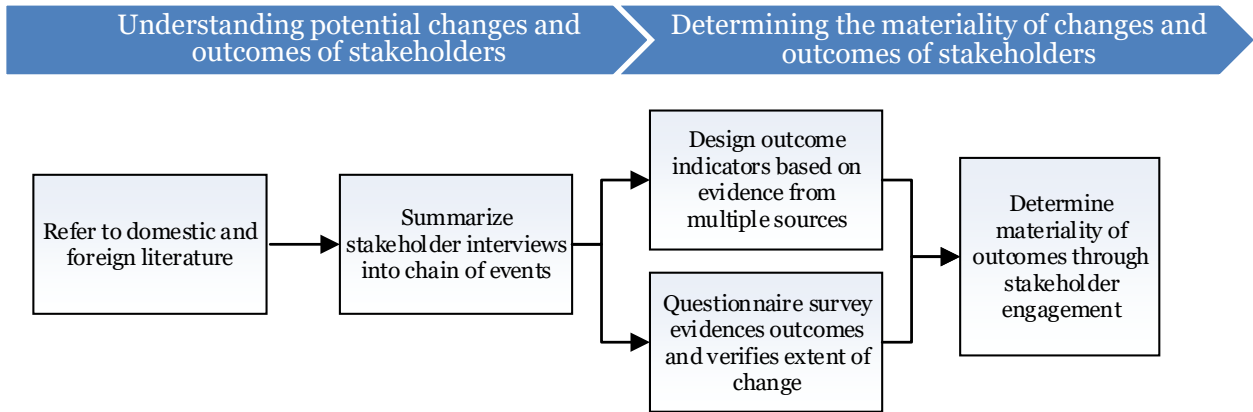 Understanding potential changes and
outcomes of stakeholders
Determining the materiality of changes and
outcomes of stakeholders
Refer to domestic and
foreign literature
Summarize
stakeholder interviews
into chain of events
Design outcome
indicators based on
evidence from
multiple sources
Questionnaire survey
evidences outcomes
and verifies extent of
change
Determine
materiality of
outcomes through
stakeholder
engagement